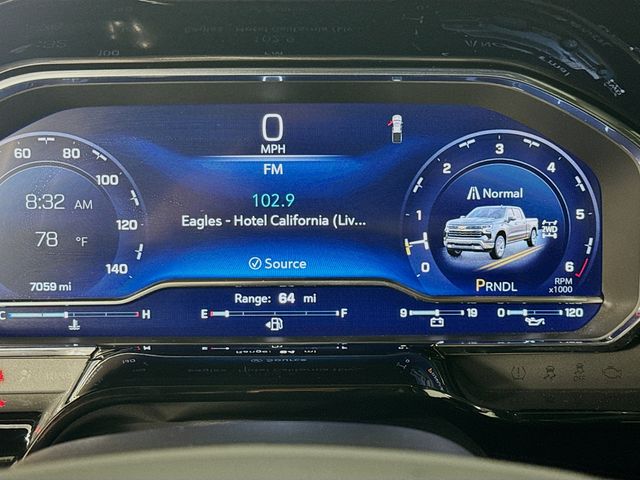 0
MPH
FM
102.9
Eagles - Hotel California (Liv...
Source
60 80 100 120 140
8:32 AM
78 °F
7059 mi
Normal
2WD
0 1 2 3 4 5 6
PRNDL
RPM
x1000
Range: 64 mi
C H
E F
9 19
0 120